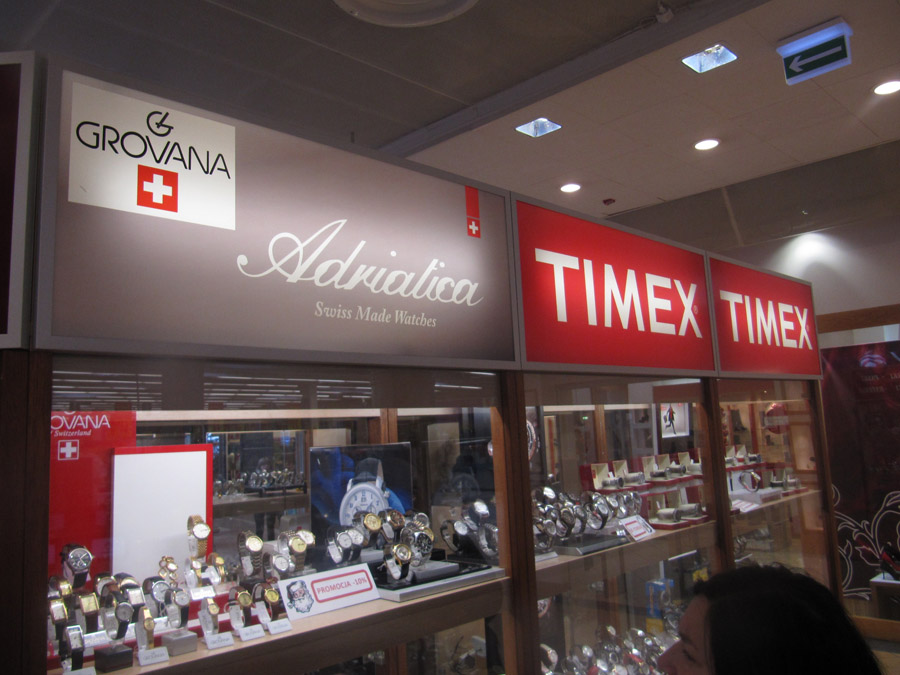 GROVANA
Adriatica
Swiss Made Watches
TIMEX
TIMEX
OVANA
Switzerland
PROMOCJA -10%